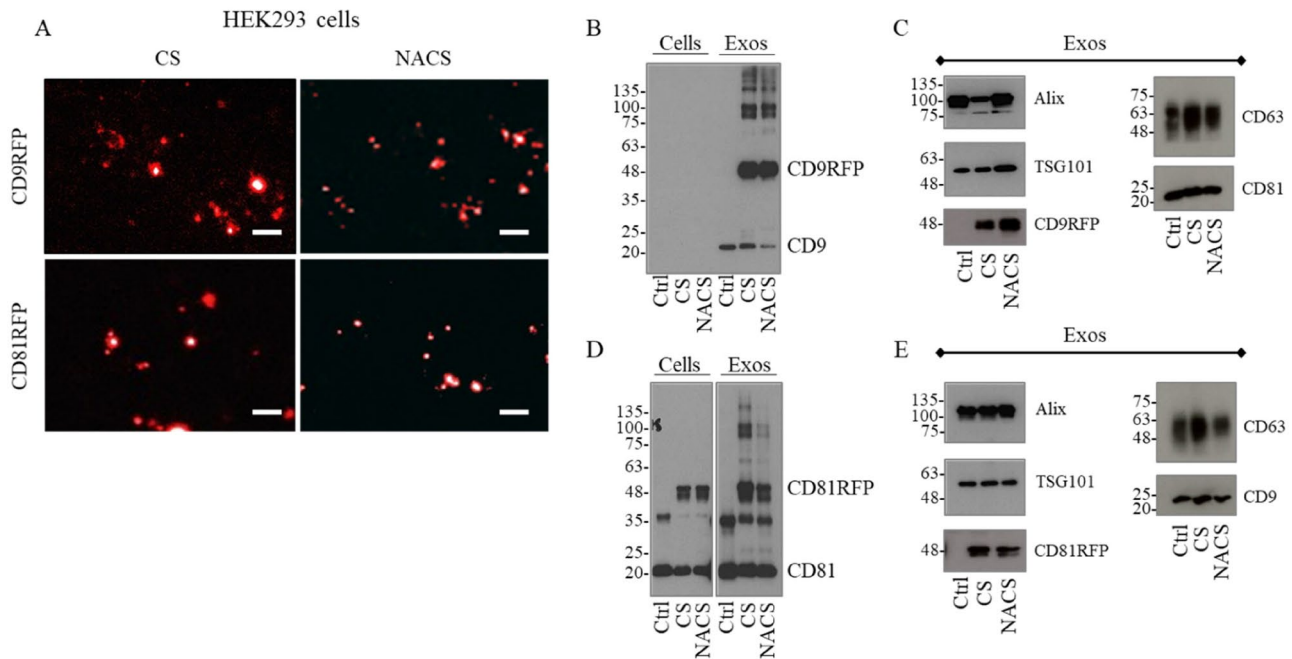 HEK293 cells
A
CS
NACS
CD9RFP
CD81RFP
B
Cells
Exos
135-
100-
75-
63-
48-
35-
25-
20-
CD9RFP
CD9
Ctrl
CS
NACS
Ctrl
CS
NACS
C
Exos
135-
100-
75-
Alix
63-
48-
TSG101
48-
CD9RFP
Ctrl
CS
NACS
75-
63-
48-
CD63
25-
20-
CD81
Ctrl
CS
NACS
D
Cells
Exos
135-
100-
75-
63-
48-
35-
25-
20-
CD81RFP
CD81
Ctrl
CS
NACS
Ctrl
CS
NACS
E
Exos
135-
100-
75-
Alix
63-
48-
TSG101
48-
CD81RFP
Ctrl
CS
NACS
75-
63-
48-
CD63
25-
20-
CD9
Ctrl
CS
NACS